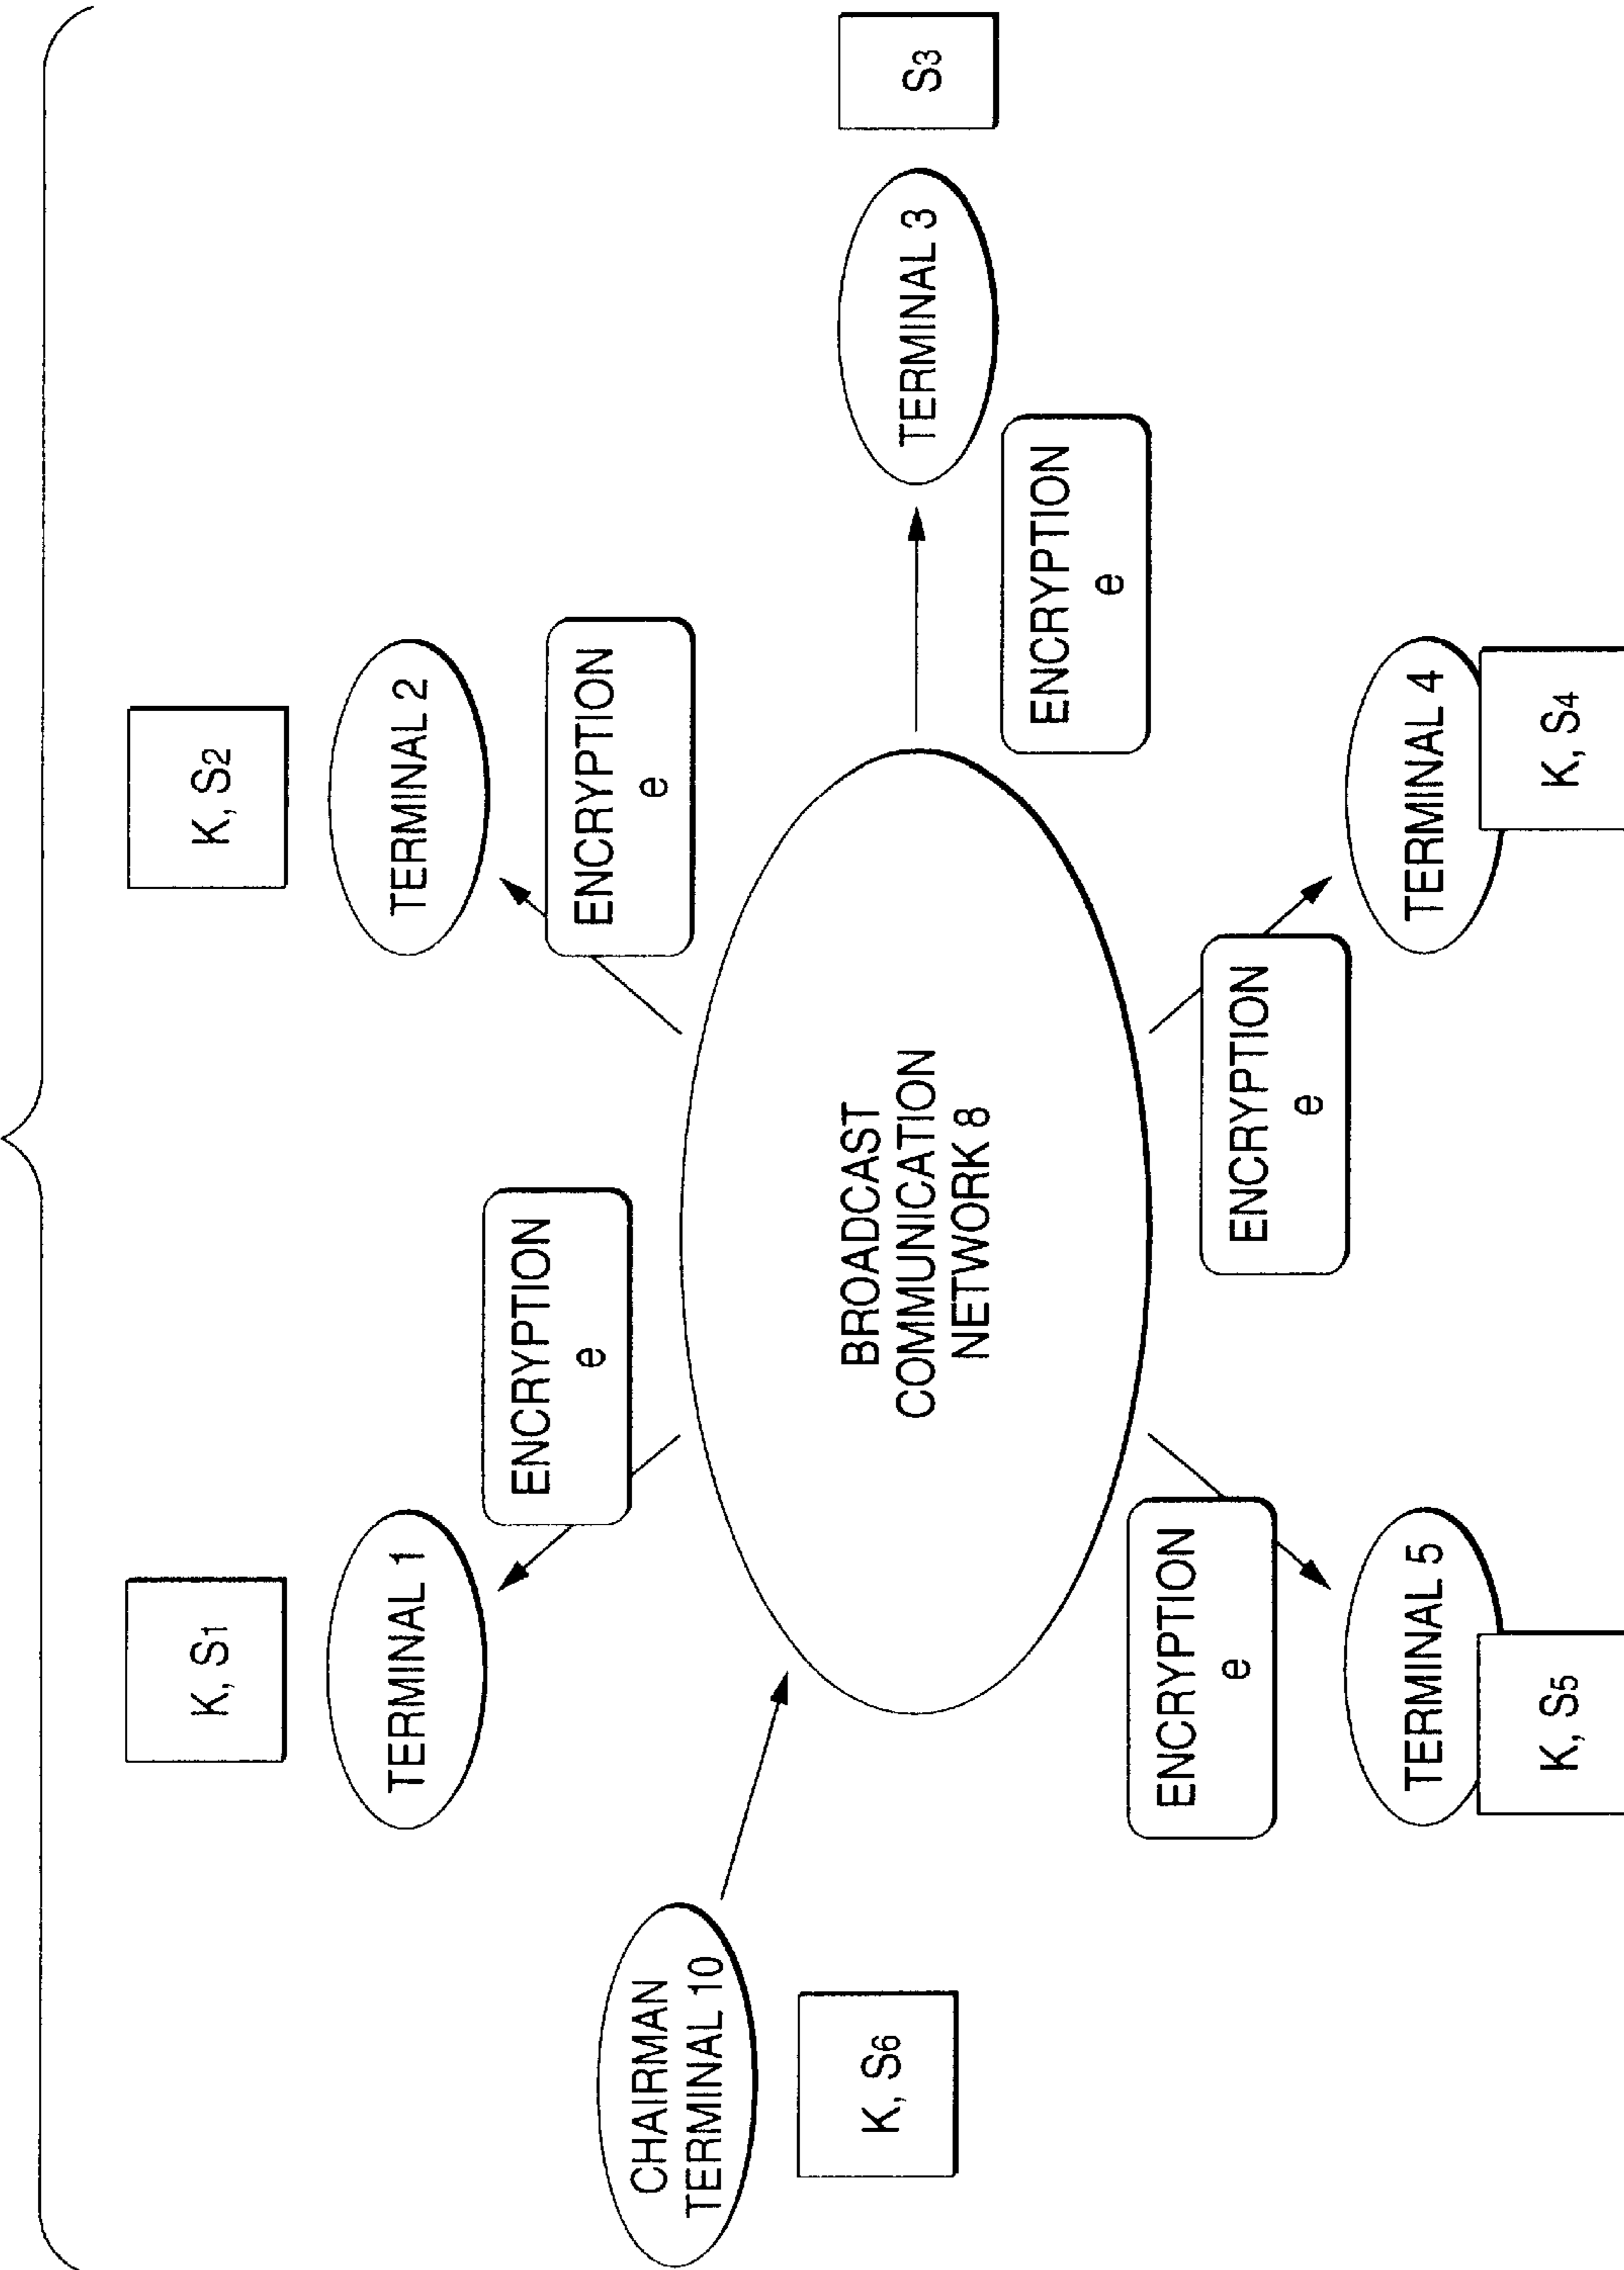 K, S1
K, S2
TERMINAL 1
TERMINAL 2
ENCRYPTION
e
ENCRYPTION
e
CHAIRMAN
TERMINAL 10
K, S6
BROADCAST
COMMUNICATION
NETWORK 8
TERMINAL 3
S3
ENCRYPTION
e
ENCRYPTION
e
ENCRYPTION
e
TERMINAL 5
K, S5
TERMINAL 4
K, S4